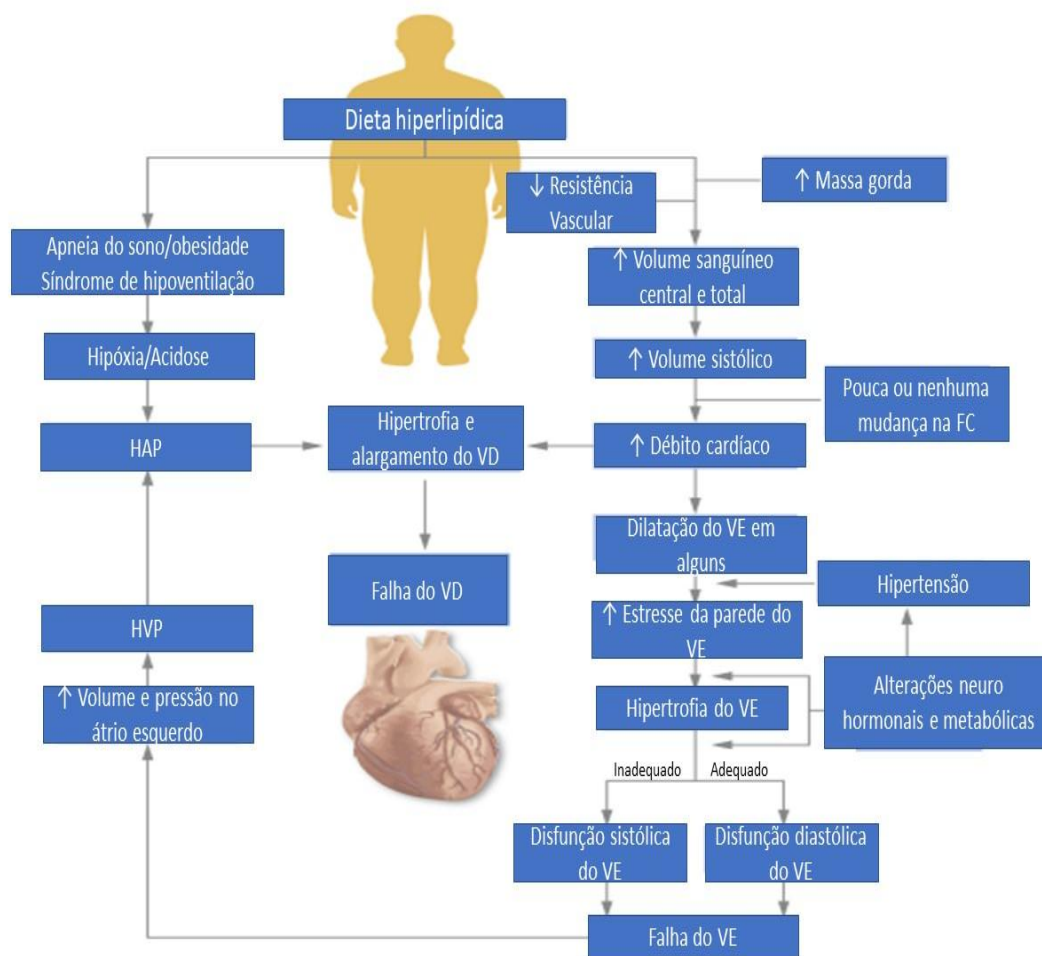 Dieta hiperlipídica
↓ Resistência
Vascular
↑ Massa gorda
Apneia do sono/obesidade
Síndrome de hipoventilação
↑ Volume sanguíneo
central e total
Hipóxia/Acidose
↑ Volume sistólico
Pouca ou nenhuma
mudança na FC
HAP
Hipertrofia e
alargamento do VD
↑ Débito cardíaco
Dilatação do VE em
alguns
Falha do VD
Hipertensão
HVP
↑ Estresse da parede do
VE
↑ Volume e pressão no
átrio esquerdo
Hipertrofia do VE
Alterações neuro
hormonais e metabólicas
Inadequado
Adequado
Disfunção sistólica
do VE
Disfunção diastólica
do VE
Falha do VE